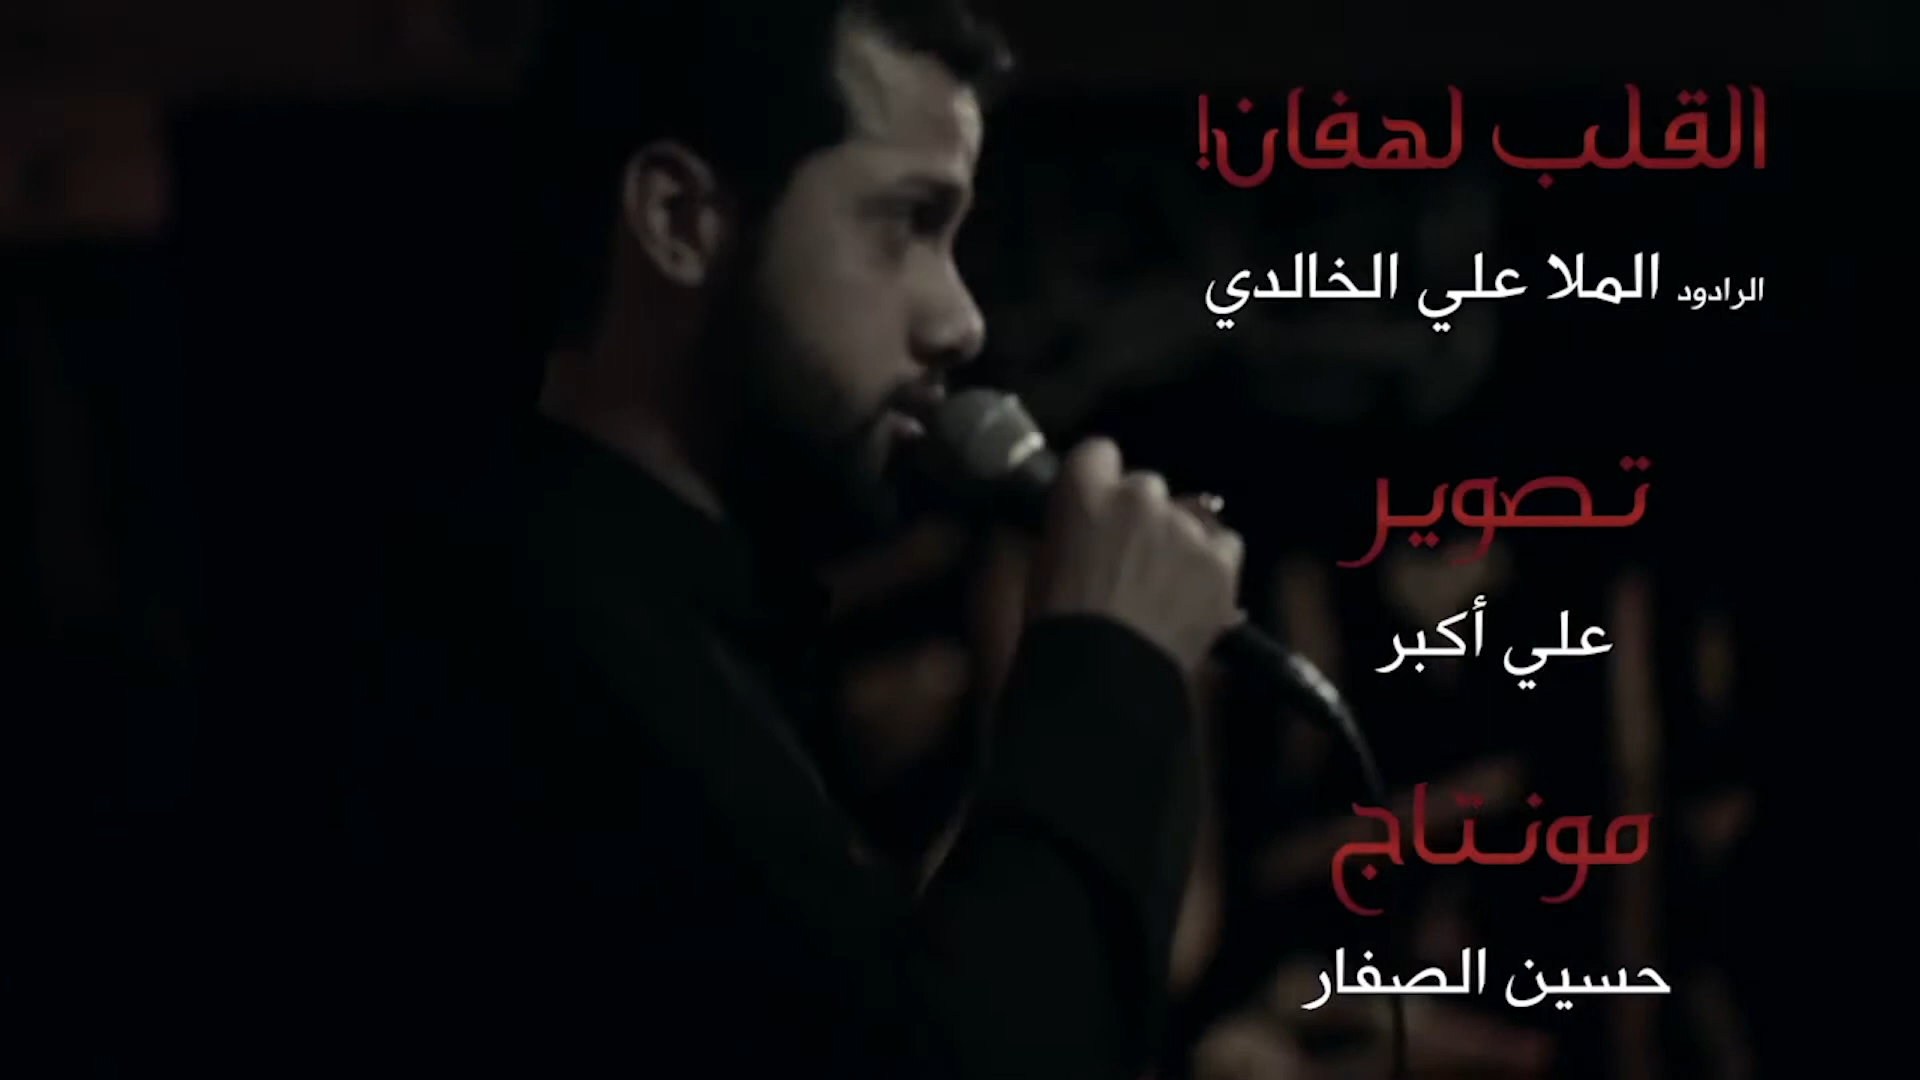 القلب لهفان!
الرادود الملا علي الخالدي
تصوير
علي أكبر
مونتاج
حسين الصفار